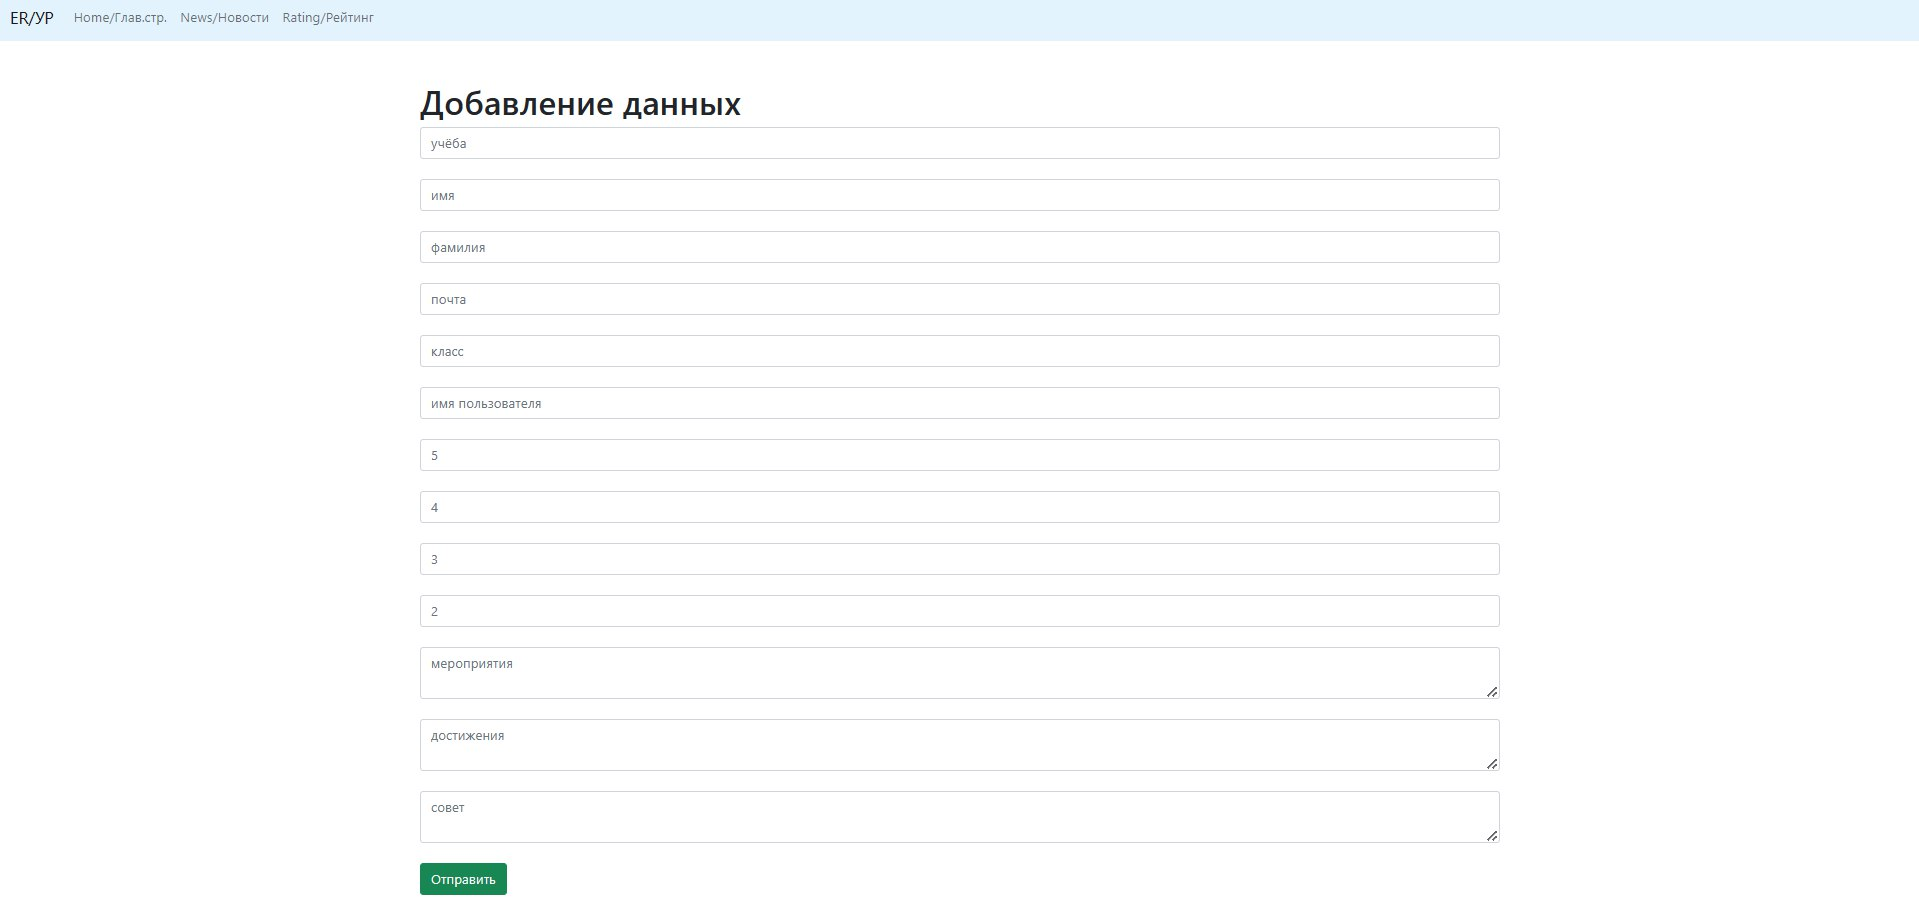 ER/УР Home/Глав.стр. News/Новости Rating/Рейтинг
Добавление данных
учёба
имя
фамилия
почта
класс
имя пользователя
5
4
3
2
мероприятия
достижения
совет
Отправить